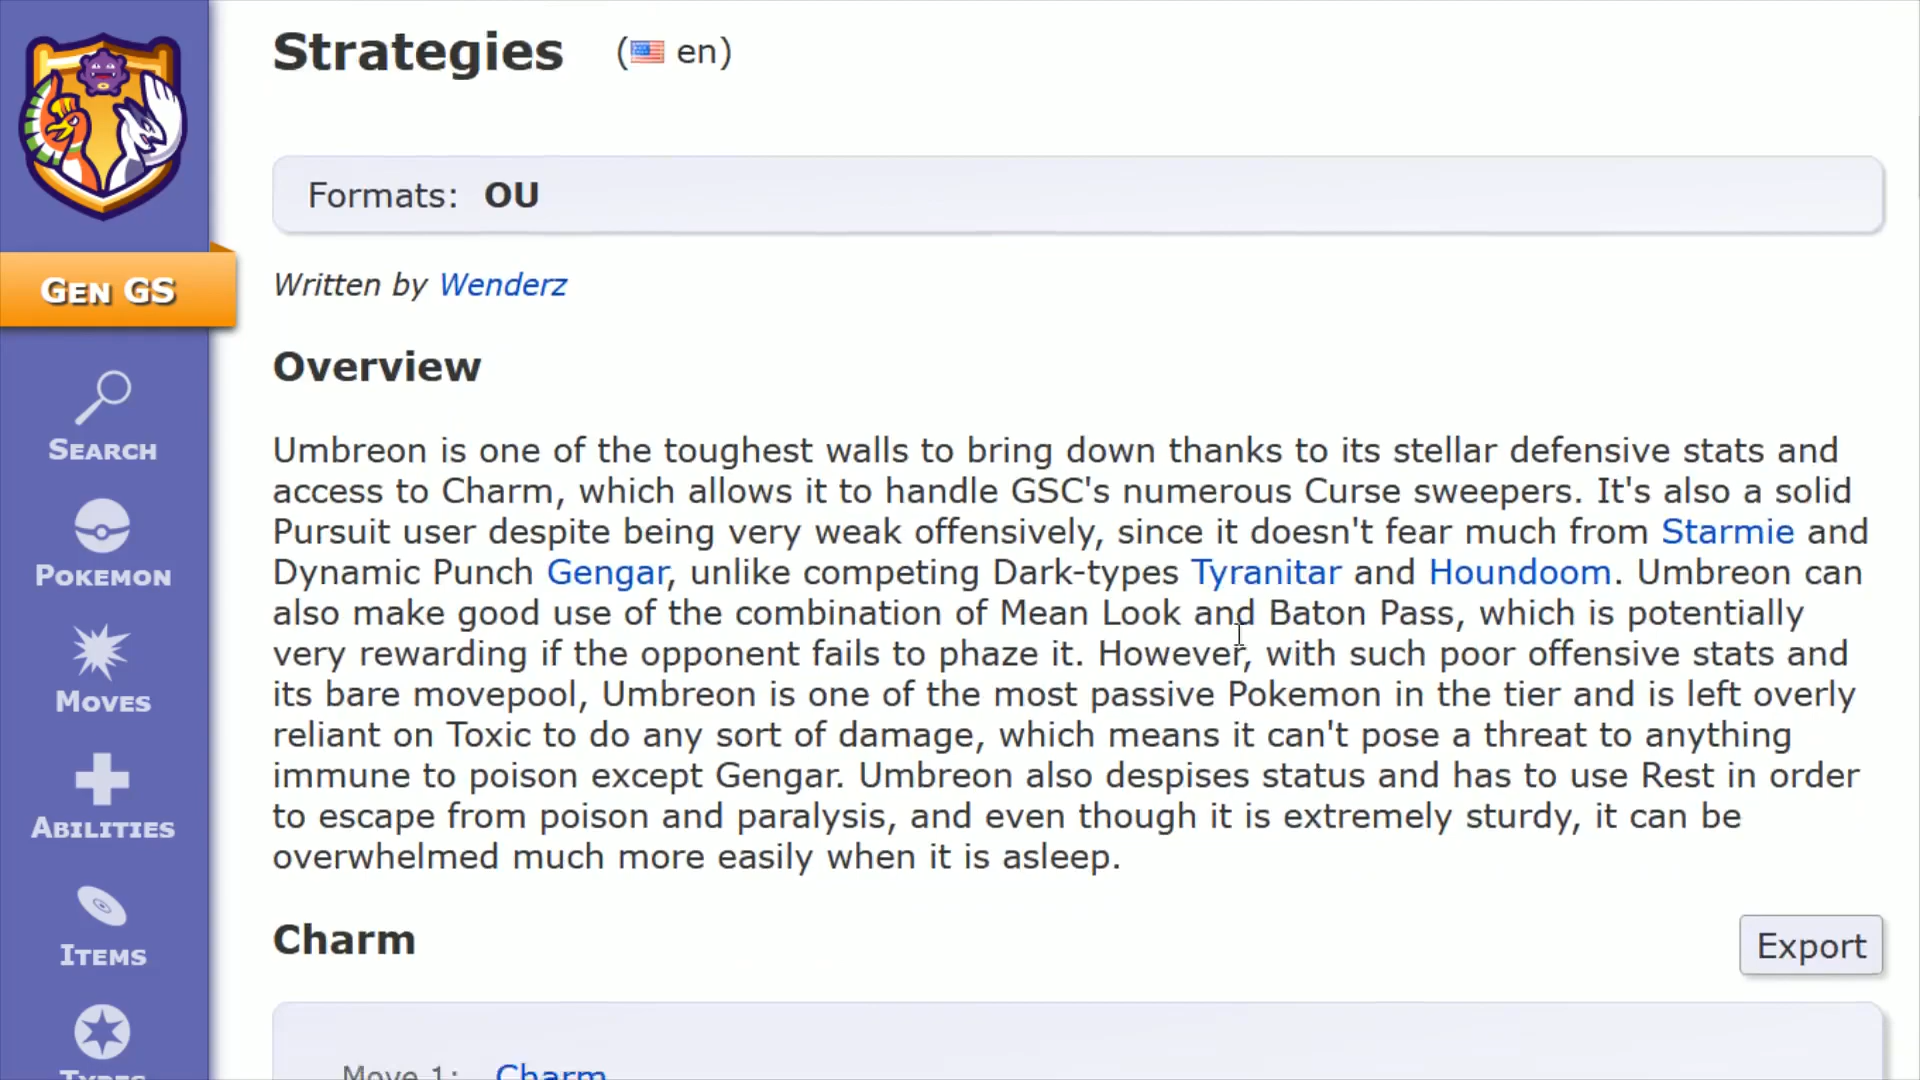 Strategies (en)
Formats: OU
GEN GS
Written by Wenderz
Overview
SEARCH
Umbreon is one of the toughest walls to bring down thanks to its stellar defensive stats and
access to Charm, which allows it to handle GSC's numerous Curse sweepers. It's also a solid
Pursuit user despite being very weak offensively, since it doesn't fear much from Starmie and
Dynamic Punch Gengar, unlike competing Dark-types Tyranitar and Houndoom. Umbreon can
also make good use of the combination of Mean Look and Baton Pass, which is potentially
very rewarding if the opponent fails to phaze it. However, with such poor offensive stats and
its bare movepool, Umbreon is one of the most passive Pokemon in the tier and is left overly
reliant on Toxic to do any sort of damage, which means it can't pose a threat to anything
immune to poison except Gengar. Umbreon also despises status and has to use Rest in order
to escape from poison and paralysis, and even though it is extremely sturdy, it can be
overwhelmed much more easily when it is asleep.
POKEMON
MOVES
ABILITIES
ITEMS
TYPES
Charm
Export
Move 1: Charm